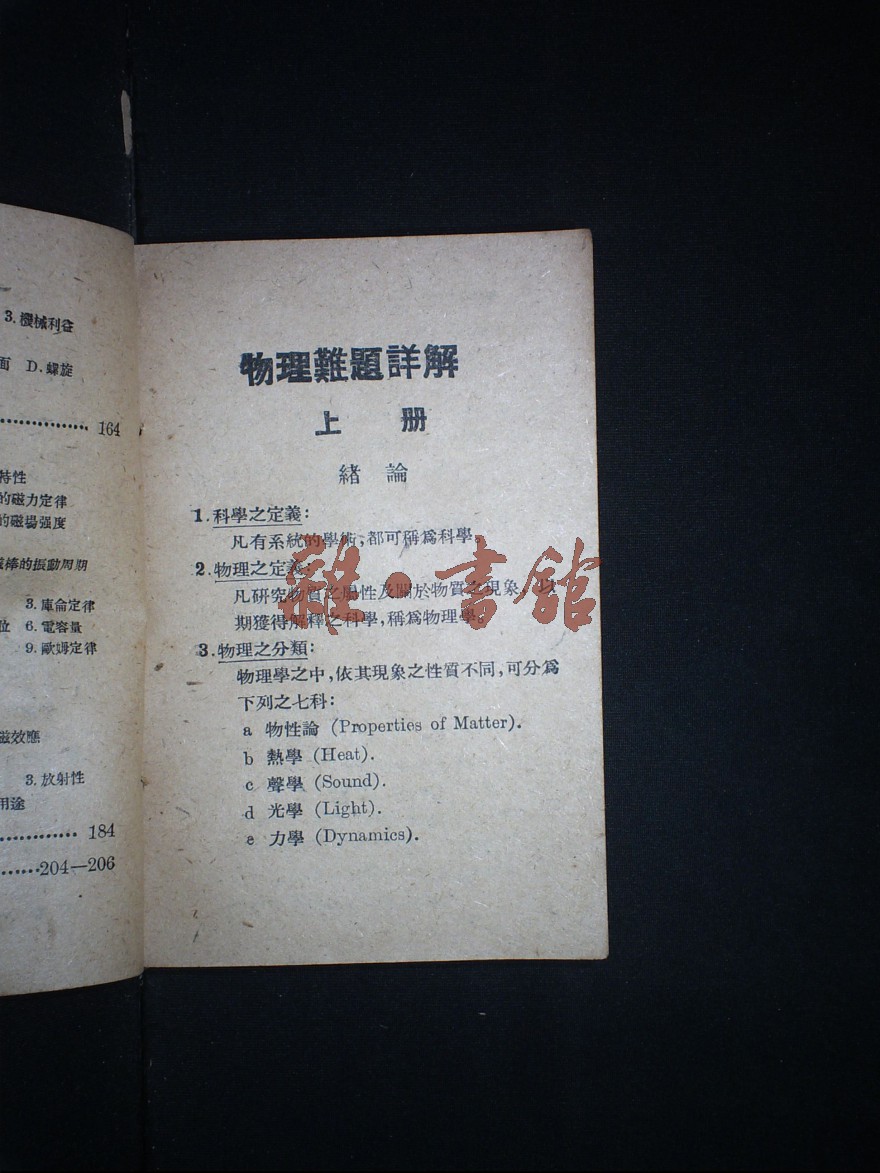 3. 機械利益
面 D. 螺旋
164
特性
的磁力定律
的磁場强度
棒的振動周期
3. 庫侖定律
位 6. 電容量
9. 歐姆定律
磁效應
3. 放射性
用途
184
204—206
物理難題詳解
上 册
緒 論
1. 科學之定義:
凡有系統的學術,都可稱爲科學。
2. 物理之定義:
凡硏究物質之 性及關於物質之現象, 以
期獲得解釋之科學,稱爲物理學。
3. 物理之分類:
物理學之中,依其現象之性質不同,可分爲
下列之七科:
a 物性論 (Properties of Matter).
b 熱學 (Heat).
c 聲學 (Sound).
d 光學 (Light).
e 力學 (Dynamics).
雜·書館